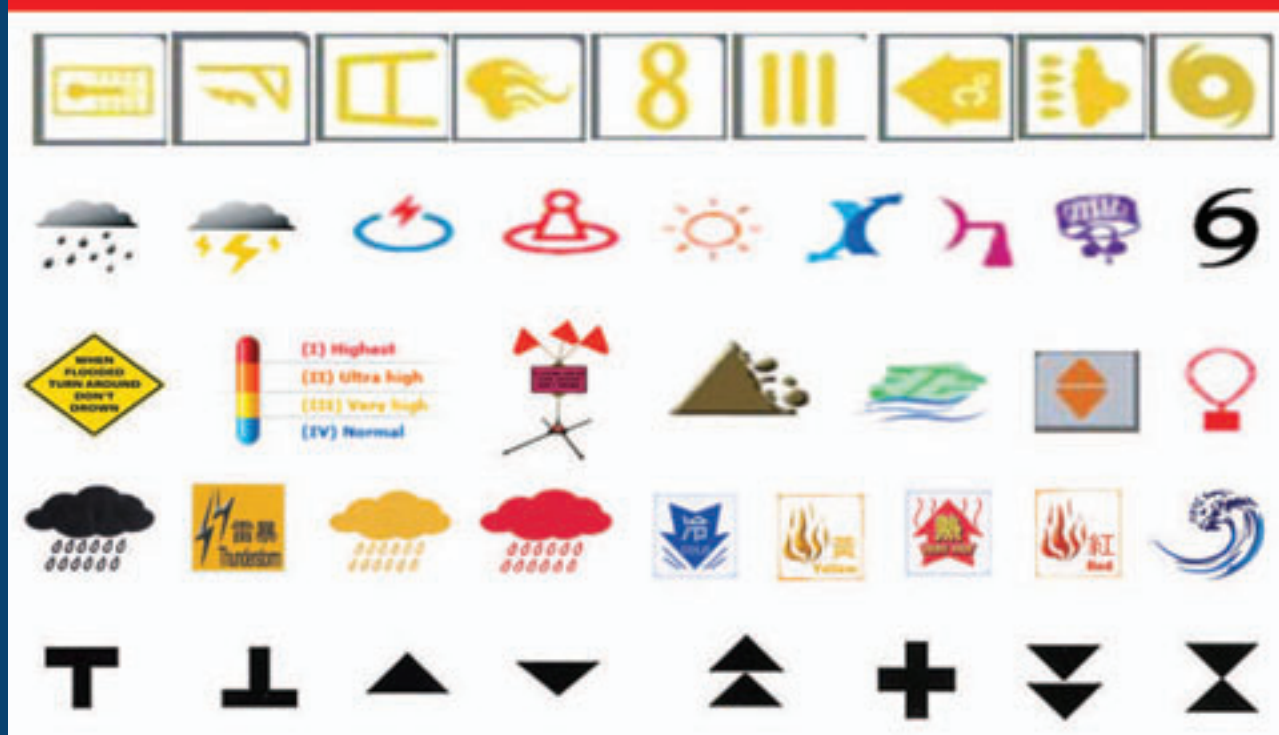 °C
WHEN
FLOODED
TURN AROUND
DON'T
DROWN
(I) Highest
(II) Ultra high
(III) Very high
(IV) Normal
雷暴
Thunderstorm
冷
黃
Yellow
熱
紅
Red